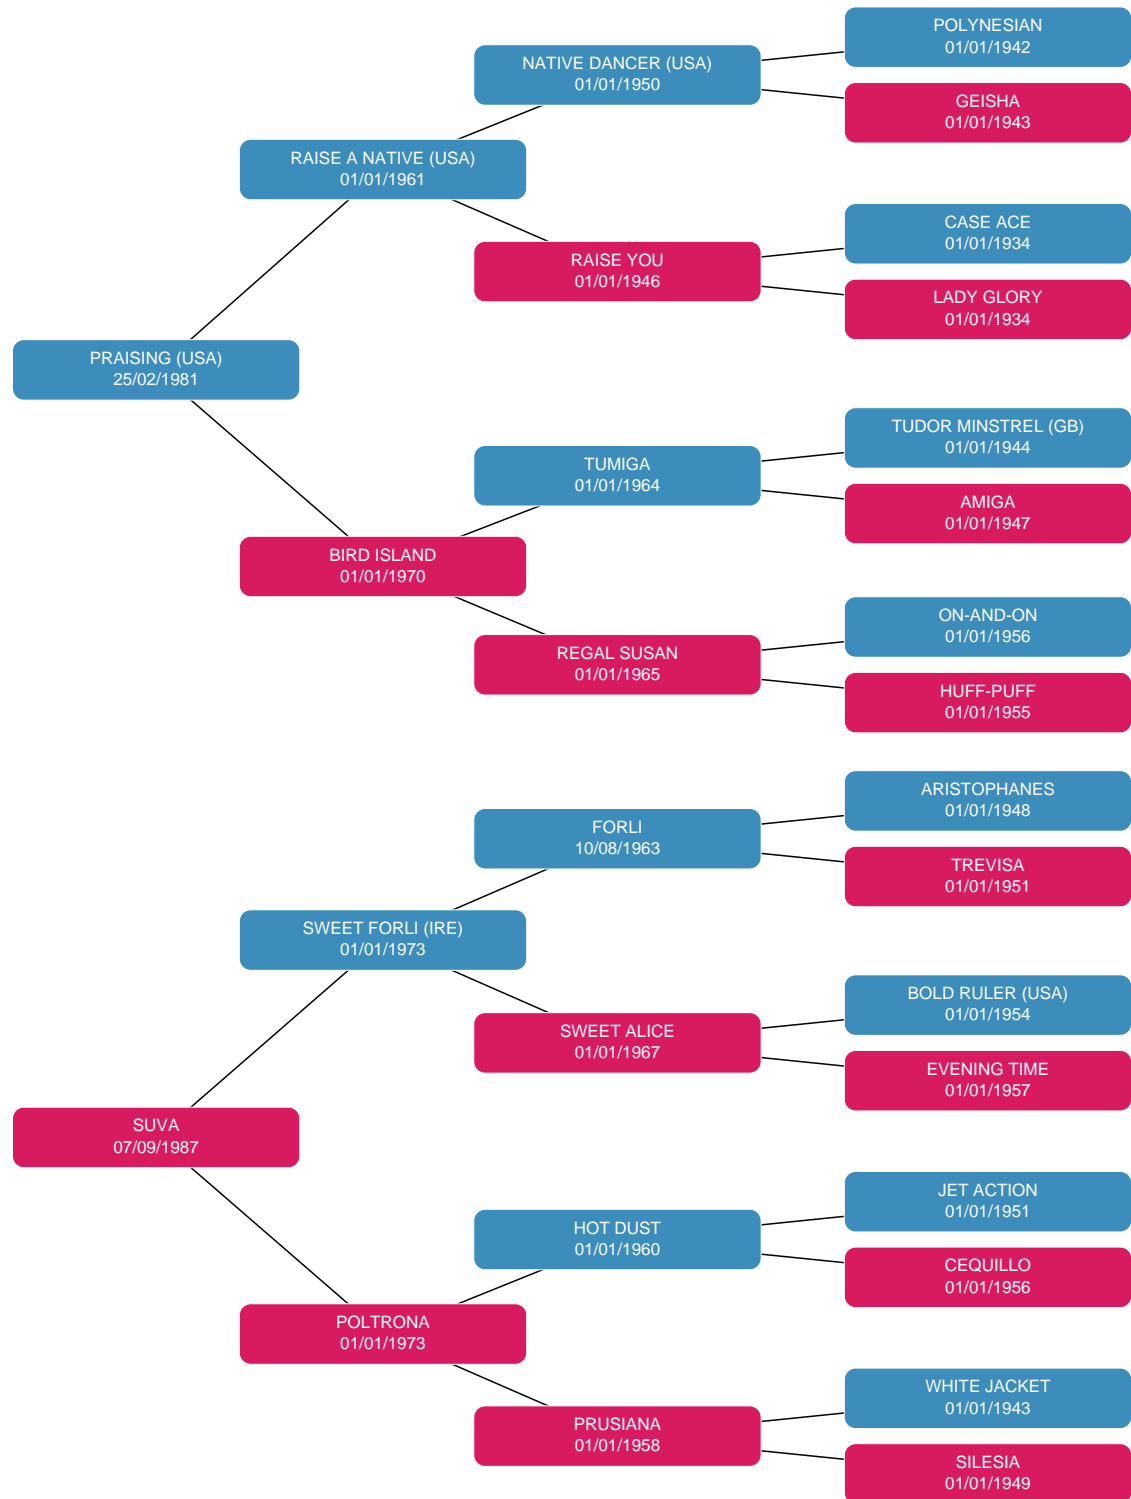 POLYNESIAN
01/01/1942
NATIVE DANCER (USA)
01/01/1950
GEISHA
01/01/1943
RAISE A NATIVE (USA)
01/01/1961
CASE ACE
01/01/1934
RAISE YOU
01/01/1946
LADY GLORY
01/01/1934
PRAISING (USA)
25/02/1981
TUDOR MINSTREL (GB)
01/01/1944
TUMIGA
01/01/1964
AMIGA
01/01/1947
BIRD ISLAND
01/01/1970
ON-AND-ON
01/01/1956
REGAL SUSAN
01/01/1965
HUFF-PUFF
01/01/1955
ARISTOPHANES
01/01/1948
FORLI
10/08/1963
TREVISA
01/01/1951
SWEET FORLI (IRE)
01/01/1973
BOLD RULER (USA)
01/01/1954
SWEET ALICE
01/01/1967
EVENING TIME
01/01/1957
SUVA
07/09/1987
JET ACTION
01/01/1951
HOT DUST
01/01/1960
CEQUILLO
01/01/1956
POLTRONA
01/01/1973
WHITE JACKET
01/01/1943
PRUSIANA
01/01/1958
SILESIA
01/01/1949